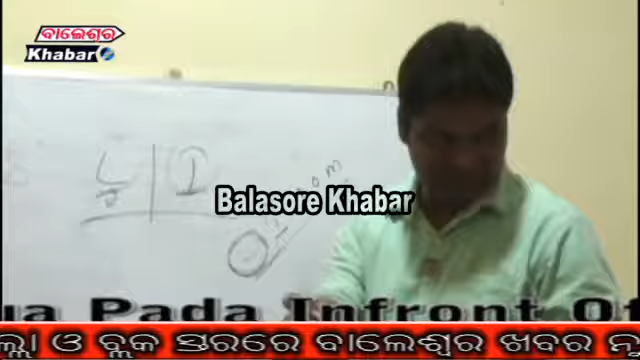 ବାଲେଶ୍ୱର
Khabar
Balasore Khabar
ua Pada Infront Of
ଲ୍ଲା ଓ ବ୍ଲକ ସ୍ତରରେ ବାଲେଶ୍ୱର ଖବର ନ୍